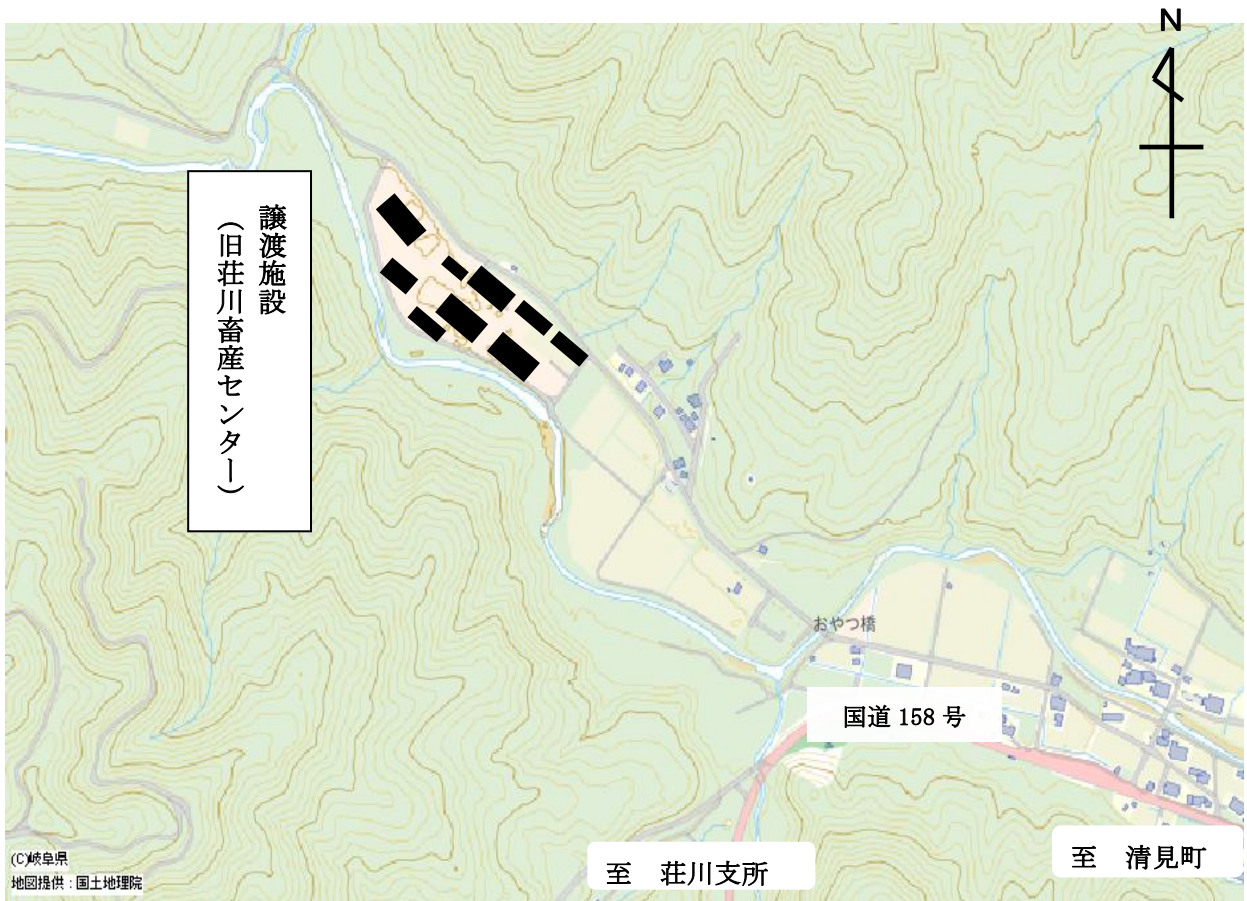 N
譲渡施設
（旧荘川畜産センター）
おやつ橋
国道 158 号
至　荘川支所
至　清見町
(C)岐阜県
地図提供：国土地理院